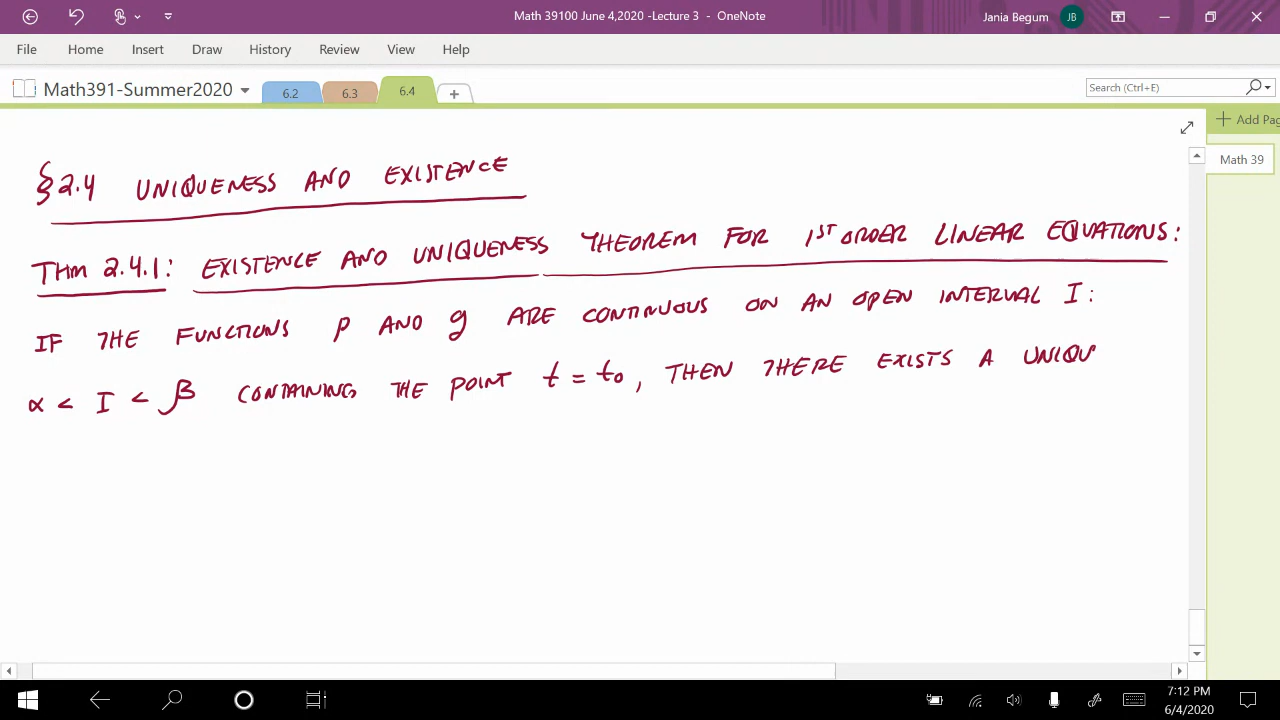 Math 39100 June 4,2020 -Lecture 3 - OneNote
Jania Begum JB
File Home Insert Draw History Review View Help
Math391-Summer2020 6.2 6.3 6.4
Search (Ctrl+E)
Add Pag
Math 39
§2.4 UNIQUENESS AND EXISTENCE
THM 2.4.1: EXISTENCE AND UNIQUENESS THEOREM FOR 1ST ORDER LINEAR EQUATIONS:
IF THE FUNCTIONS p AND g ARE CONTINUOUS ON AN OPEN INTERVAL I:
α < I < β CONTAINING THE POINT t = t₀, THEN THERE EXISTS A UNIQU
7:12 PM
6/4/2020